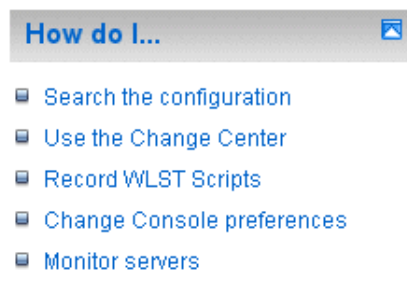 How do I...
Search the configuration
Use the Change Center
Record WLST Scripts
Change Console preferences
Monitor servers